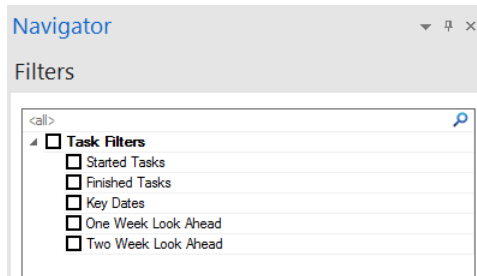 Navigator
Filters
<all>
Task Filters
Started Tasks
Finished Tasks
Key Dates
One Week Look Ahead
Two Week Look Ahead